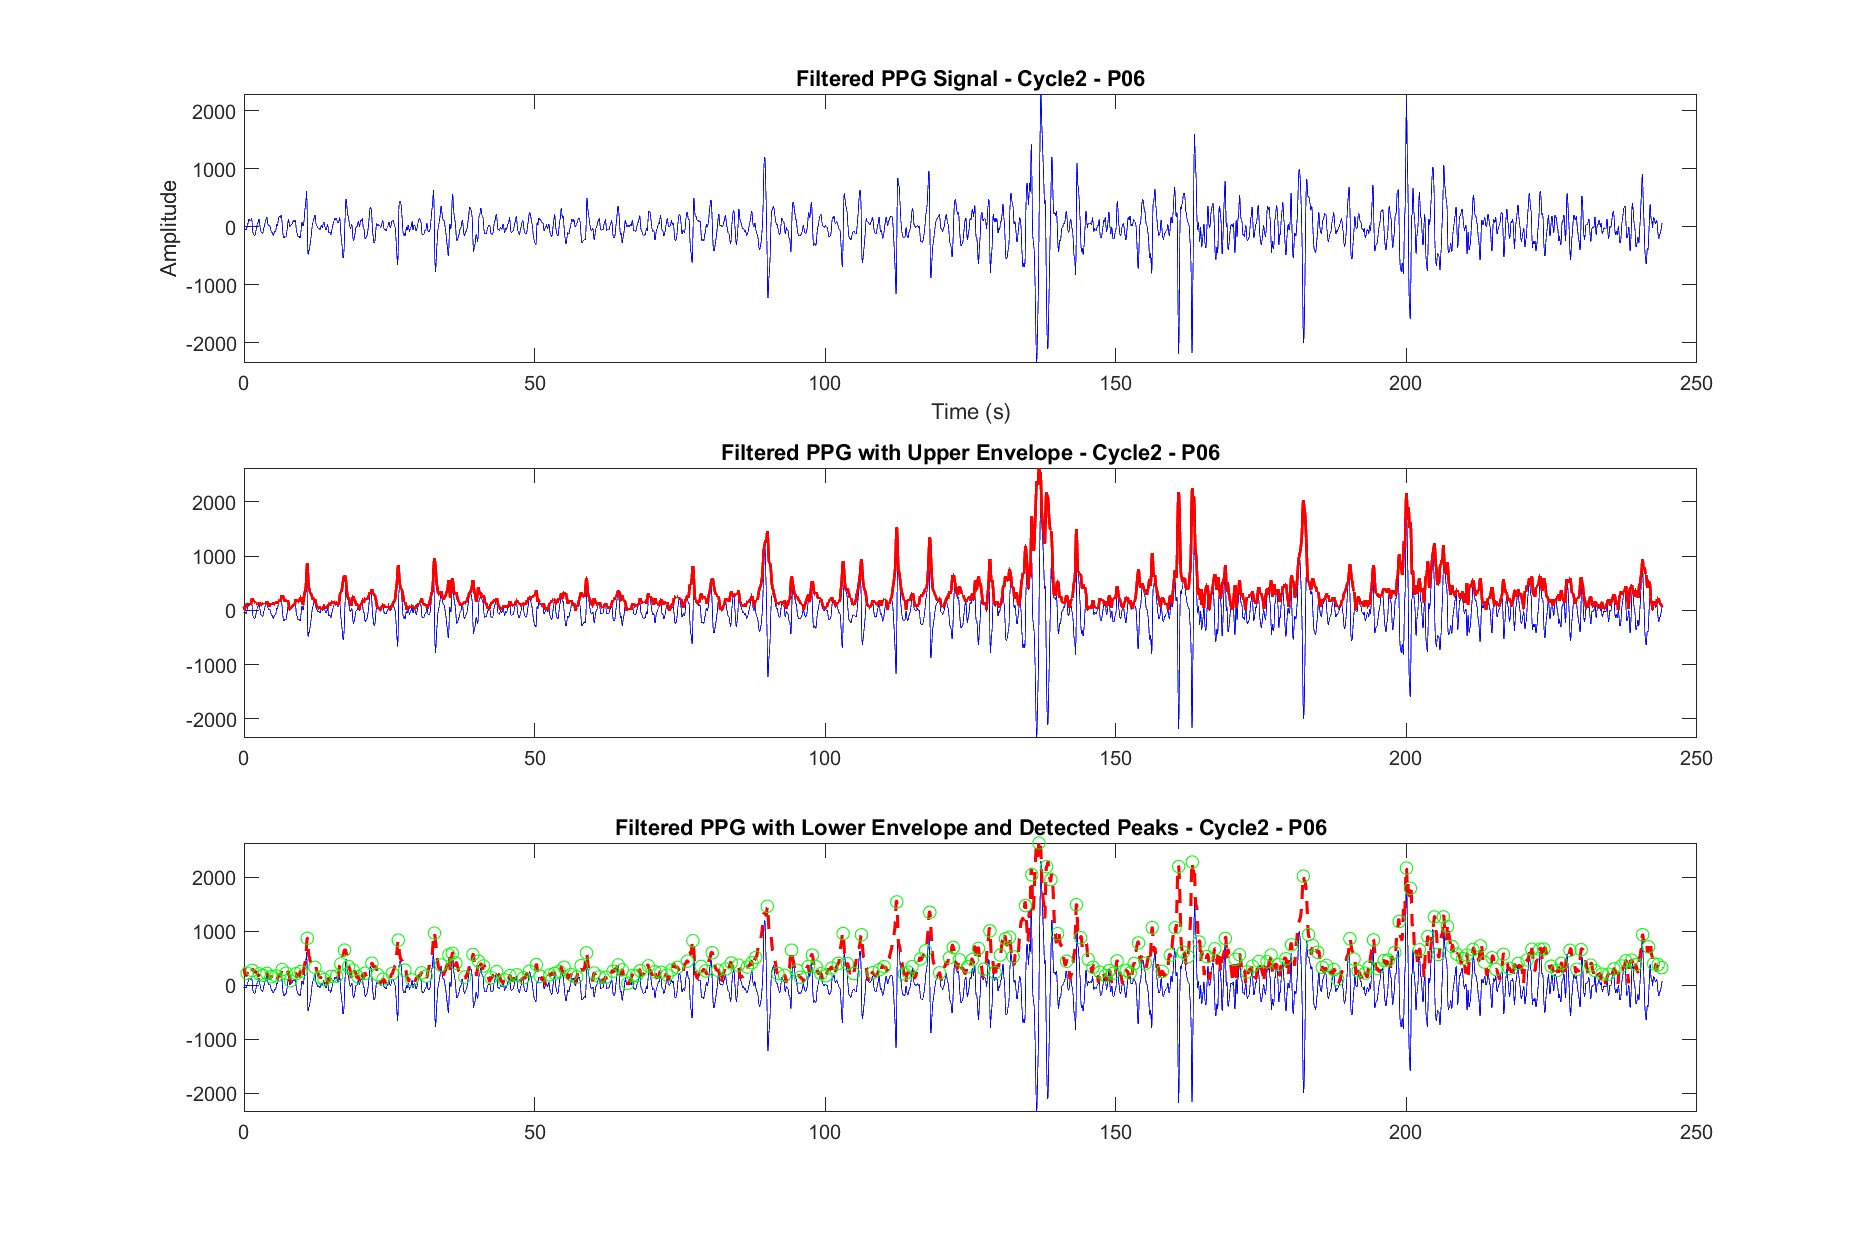 Filtered PPG Signal - Cycle2 - P06
Amplitude
2000
1000
0
-1000
-2000
0 50 100 150 200 250
Time (s)
Filtered PPG with Upper Envelope - Cycle2 - P06
2000
1000
0
-1000
-2000
0 50 100 150 200 250
Filtered PPG with Lower Envelope and Detected Peaks - Cycle2 - P06
2000
1000
0
-1000
-2000
0 50 100 150 200 250